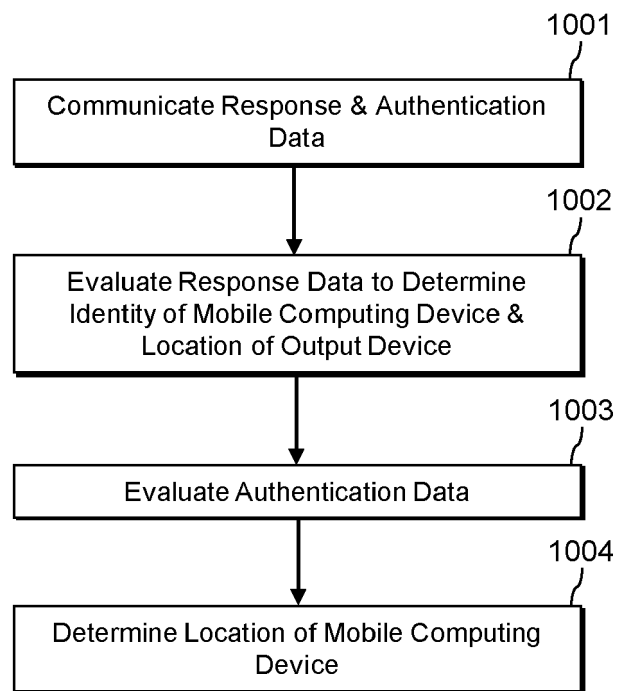 1001
Communicate Response & Authentication
Data
1002
Evaluate Response Data to Determine
Identity of Mobile Computing Device &
Location of Output Device
1003
Evaluate Authentication Data
1004
Determine Location of Mobile Computing
Device